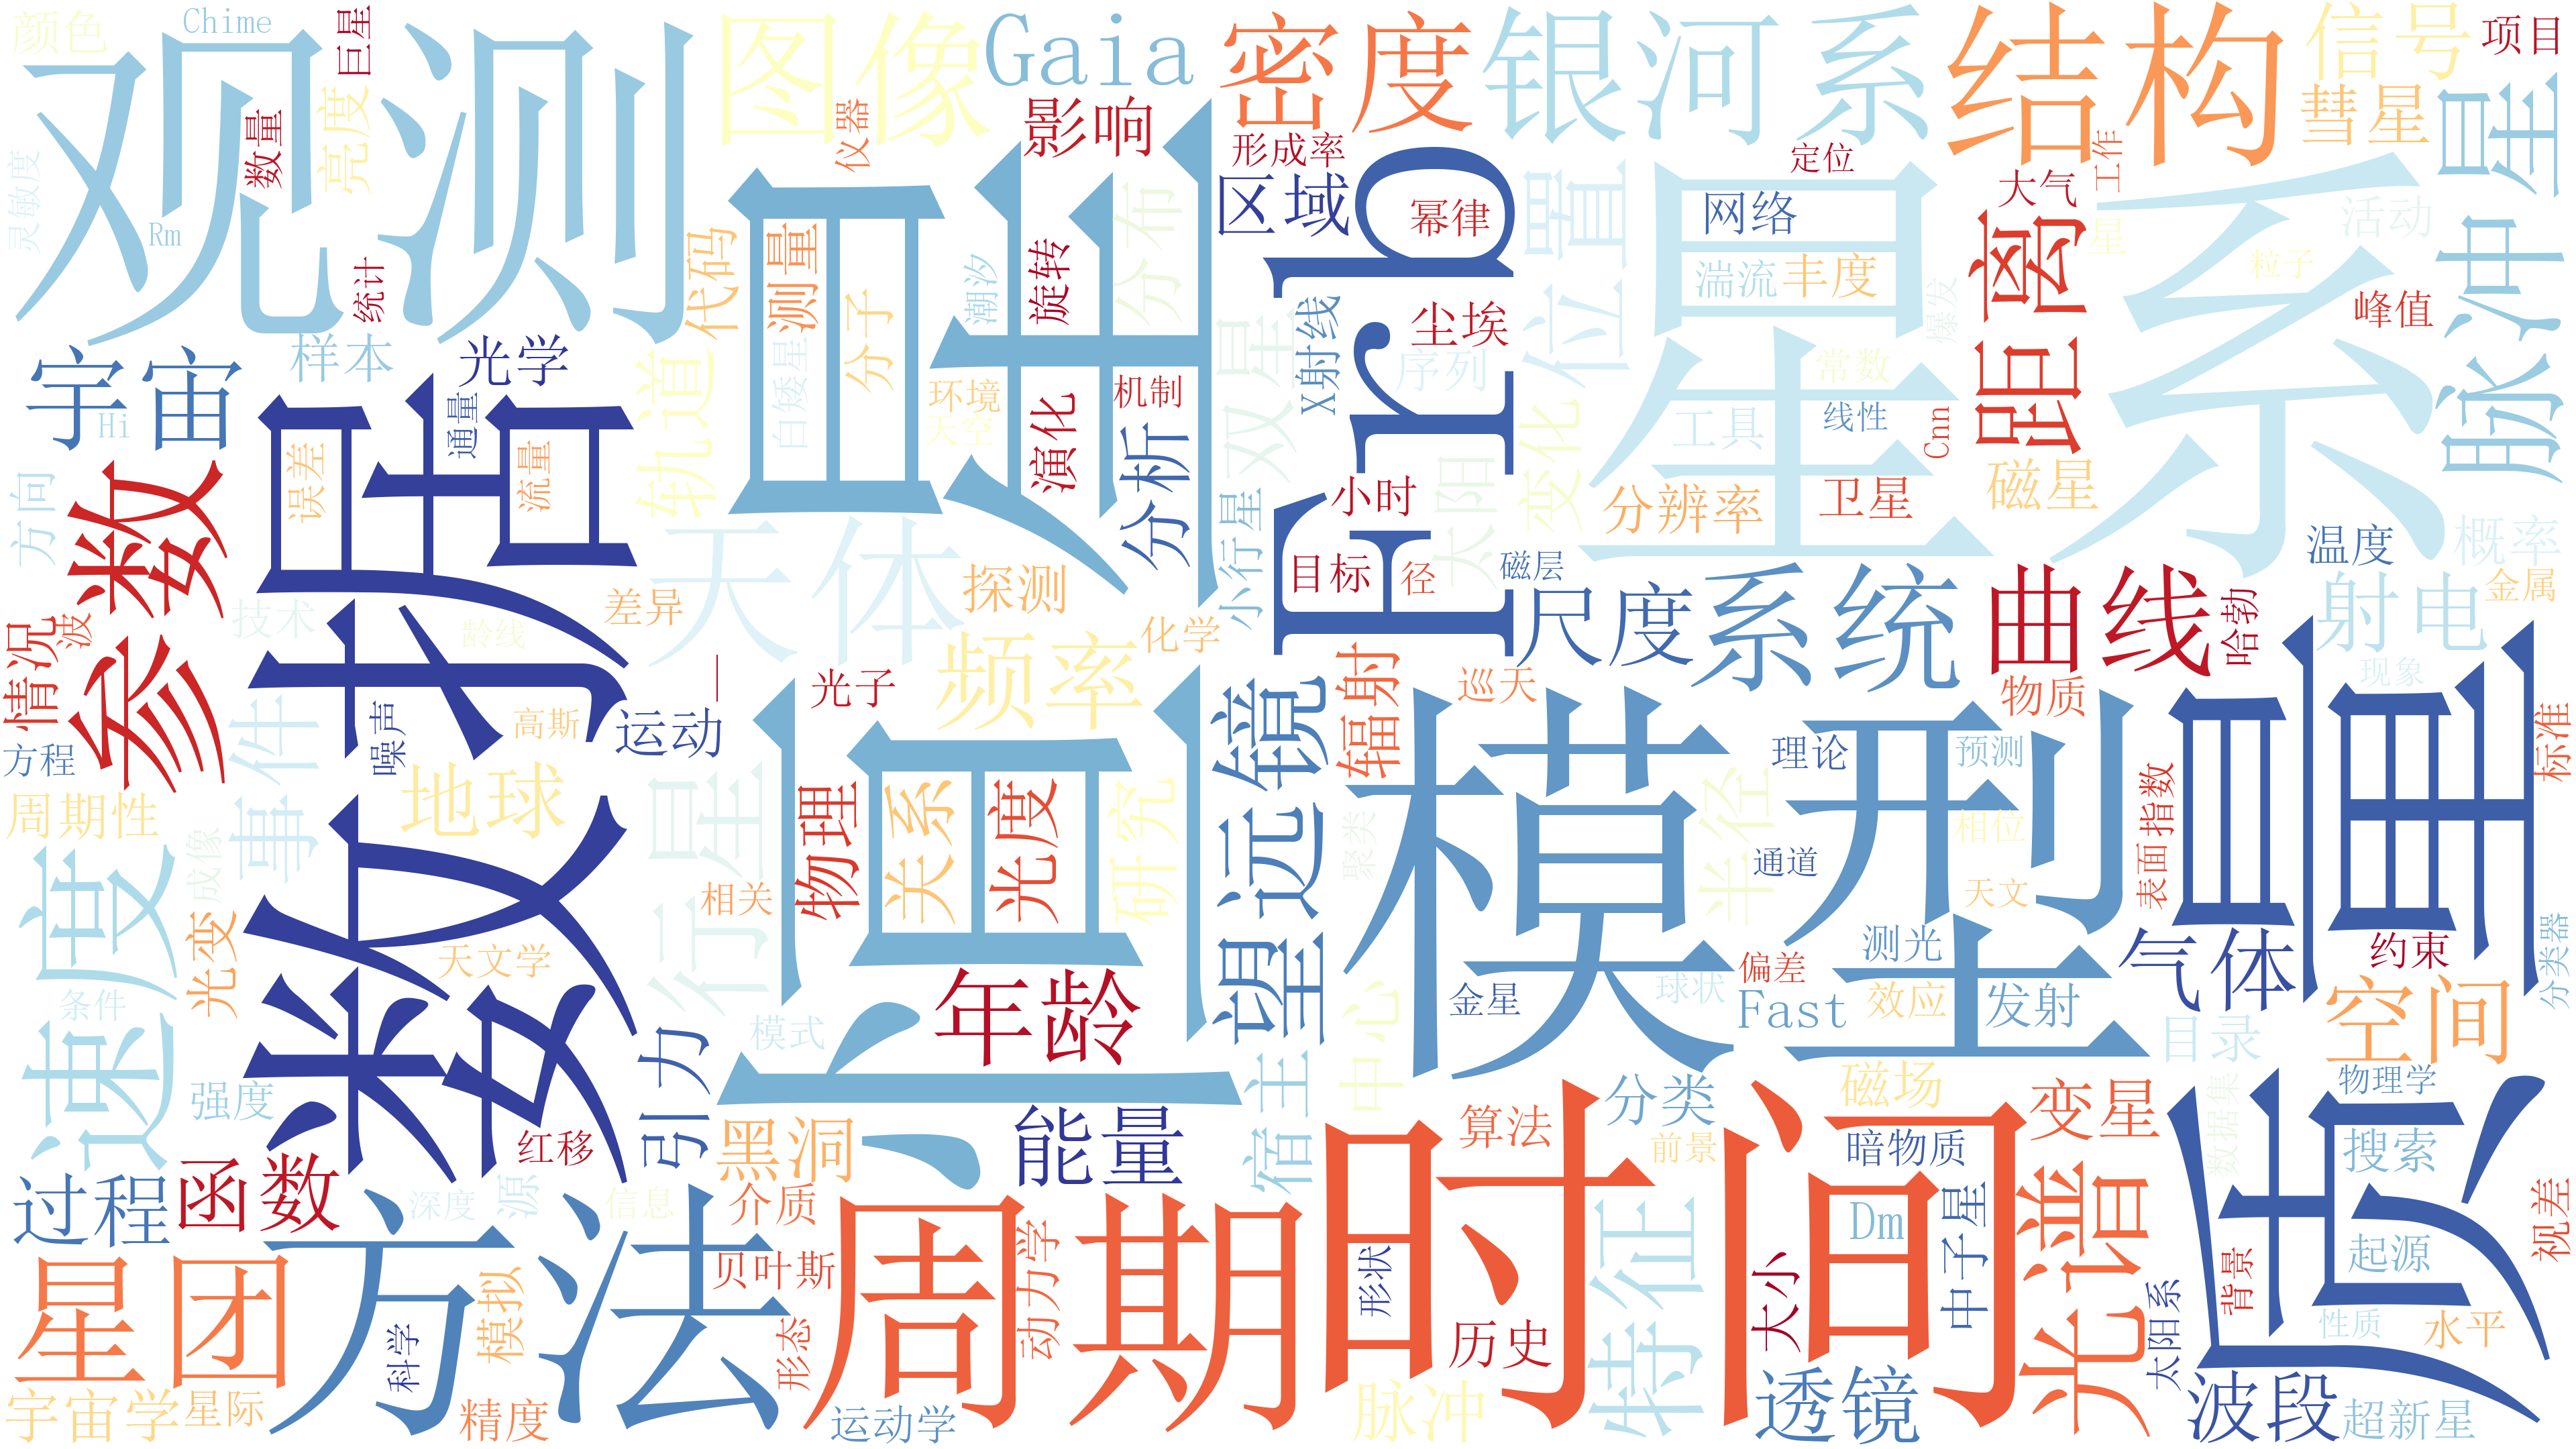 观测
数据
恒星
星系
模型
质量
时间
周期
方法
Frb
图像
Gaia
密度
银河系
结构
信号
项目
彗星
脉冲星
颜色
Chime
巨星
亮度
数量
灵敏度
Rm
统计
样本
光学
宇宙
Hi
方向
参数
误差
通量
流量
仪器
影响
代码
测量
分子
潮汐
旋转
分布
白矮星
环境
天空
演化
机制
轨道
分析
双星
小行星
形成率
区域
X射线
幂律
尘埃
序列
位置
网络
湍流
丰度
定位
大气
工作
星
活动
粒子
爆发
距离
峰值
常数
工具
线性
Cnn
变化
太阳
小时
目标
径
分辨率
卫星
磁星
温度
概率
金属
射电
哈勃
现象
天体
探测
差异
化学
频率
光子
运动
一
技术
龄线
高斯
噪声
情况
波
方程
事件
地球
周期性
成像
速度
条件
光变
天文学
强度
行星
相关
物理
关系
光度
研究
年龄
模式
引力
望远镜
辐射
巡天
磁层
尺度
系统
曲线
物质
理论
预测
相位
天文
通道
半径
聚类
中心
金星
球状
偏差
测光
Fast
效应
发射
气体
表面
指数
标准
分类器
约束
空间
目录
物理学
数据集
搜索
起源
性质
水平
视差
背景
超新星
波段
太阳系
中子星
光谱
变星
磁场
暗物质
Dm
大小
透镜
特征
分类
前景
算法
历史
形状
脉冲
宿主
能量
黑洞
介质
贝叶斯
动力学
形态
运动学
红移
信息
源
深度
模拟
科学
精度
函数
过程
星团
宇宙学
星际